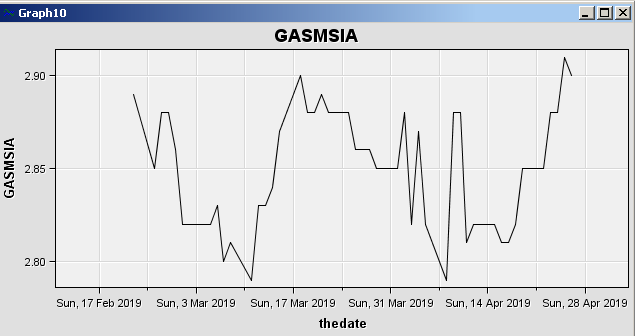 Graph10
GASMSIA
GASMSIA
2.90
2.85
2.80
Sun, 17 Feb 2019 Sun, 3 Mar 2019 Sun, 17 Mar 2019 Sun, 31 Mar 2019 Sun, 14 Apr 2019 Sun, 28 Apr 2019
thedate